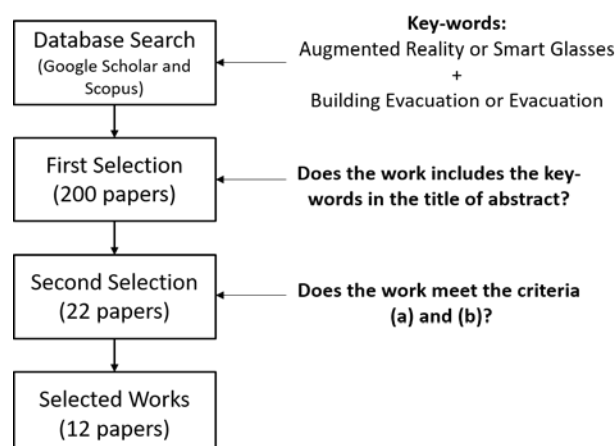 Database Search
(Google Scholar and
Scopus)
Key-words:
Augmented Reality or Smart Glasses
+
Building Evacuation or Evacuation
First Selection
(200 papers)
Does the work includes the key-
words in the title of abstract?
Second Selection
(22 papers)
Does the work meet the criteria
(a) and (b)?
Selected Works
(12 papers)